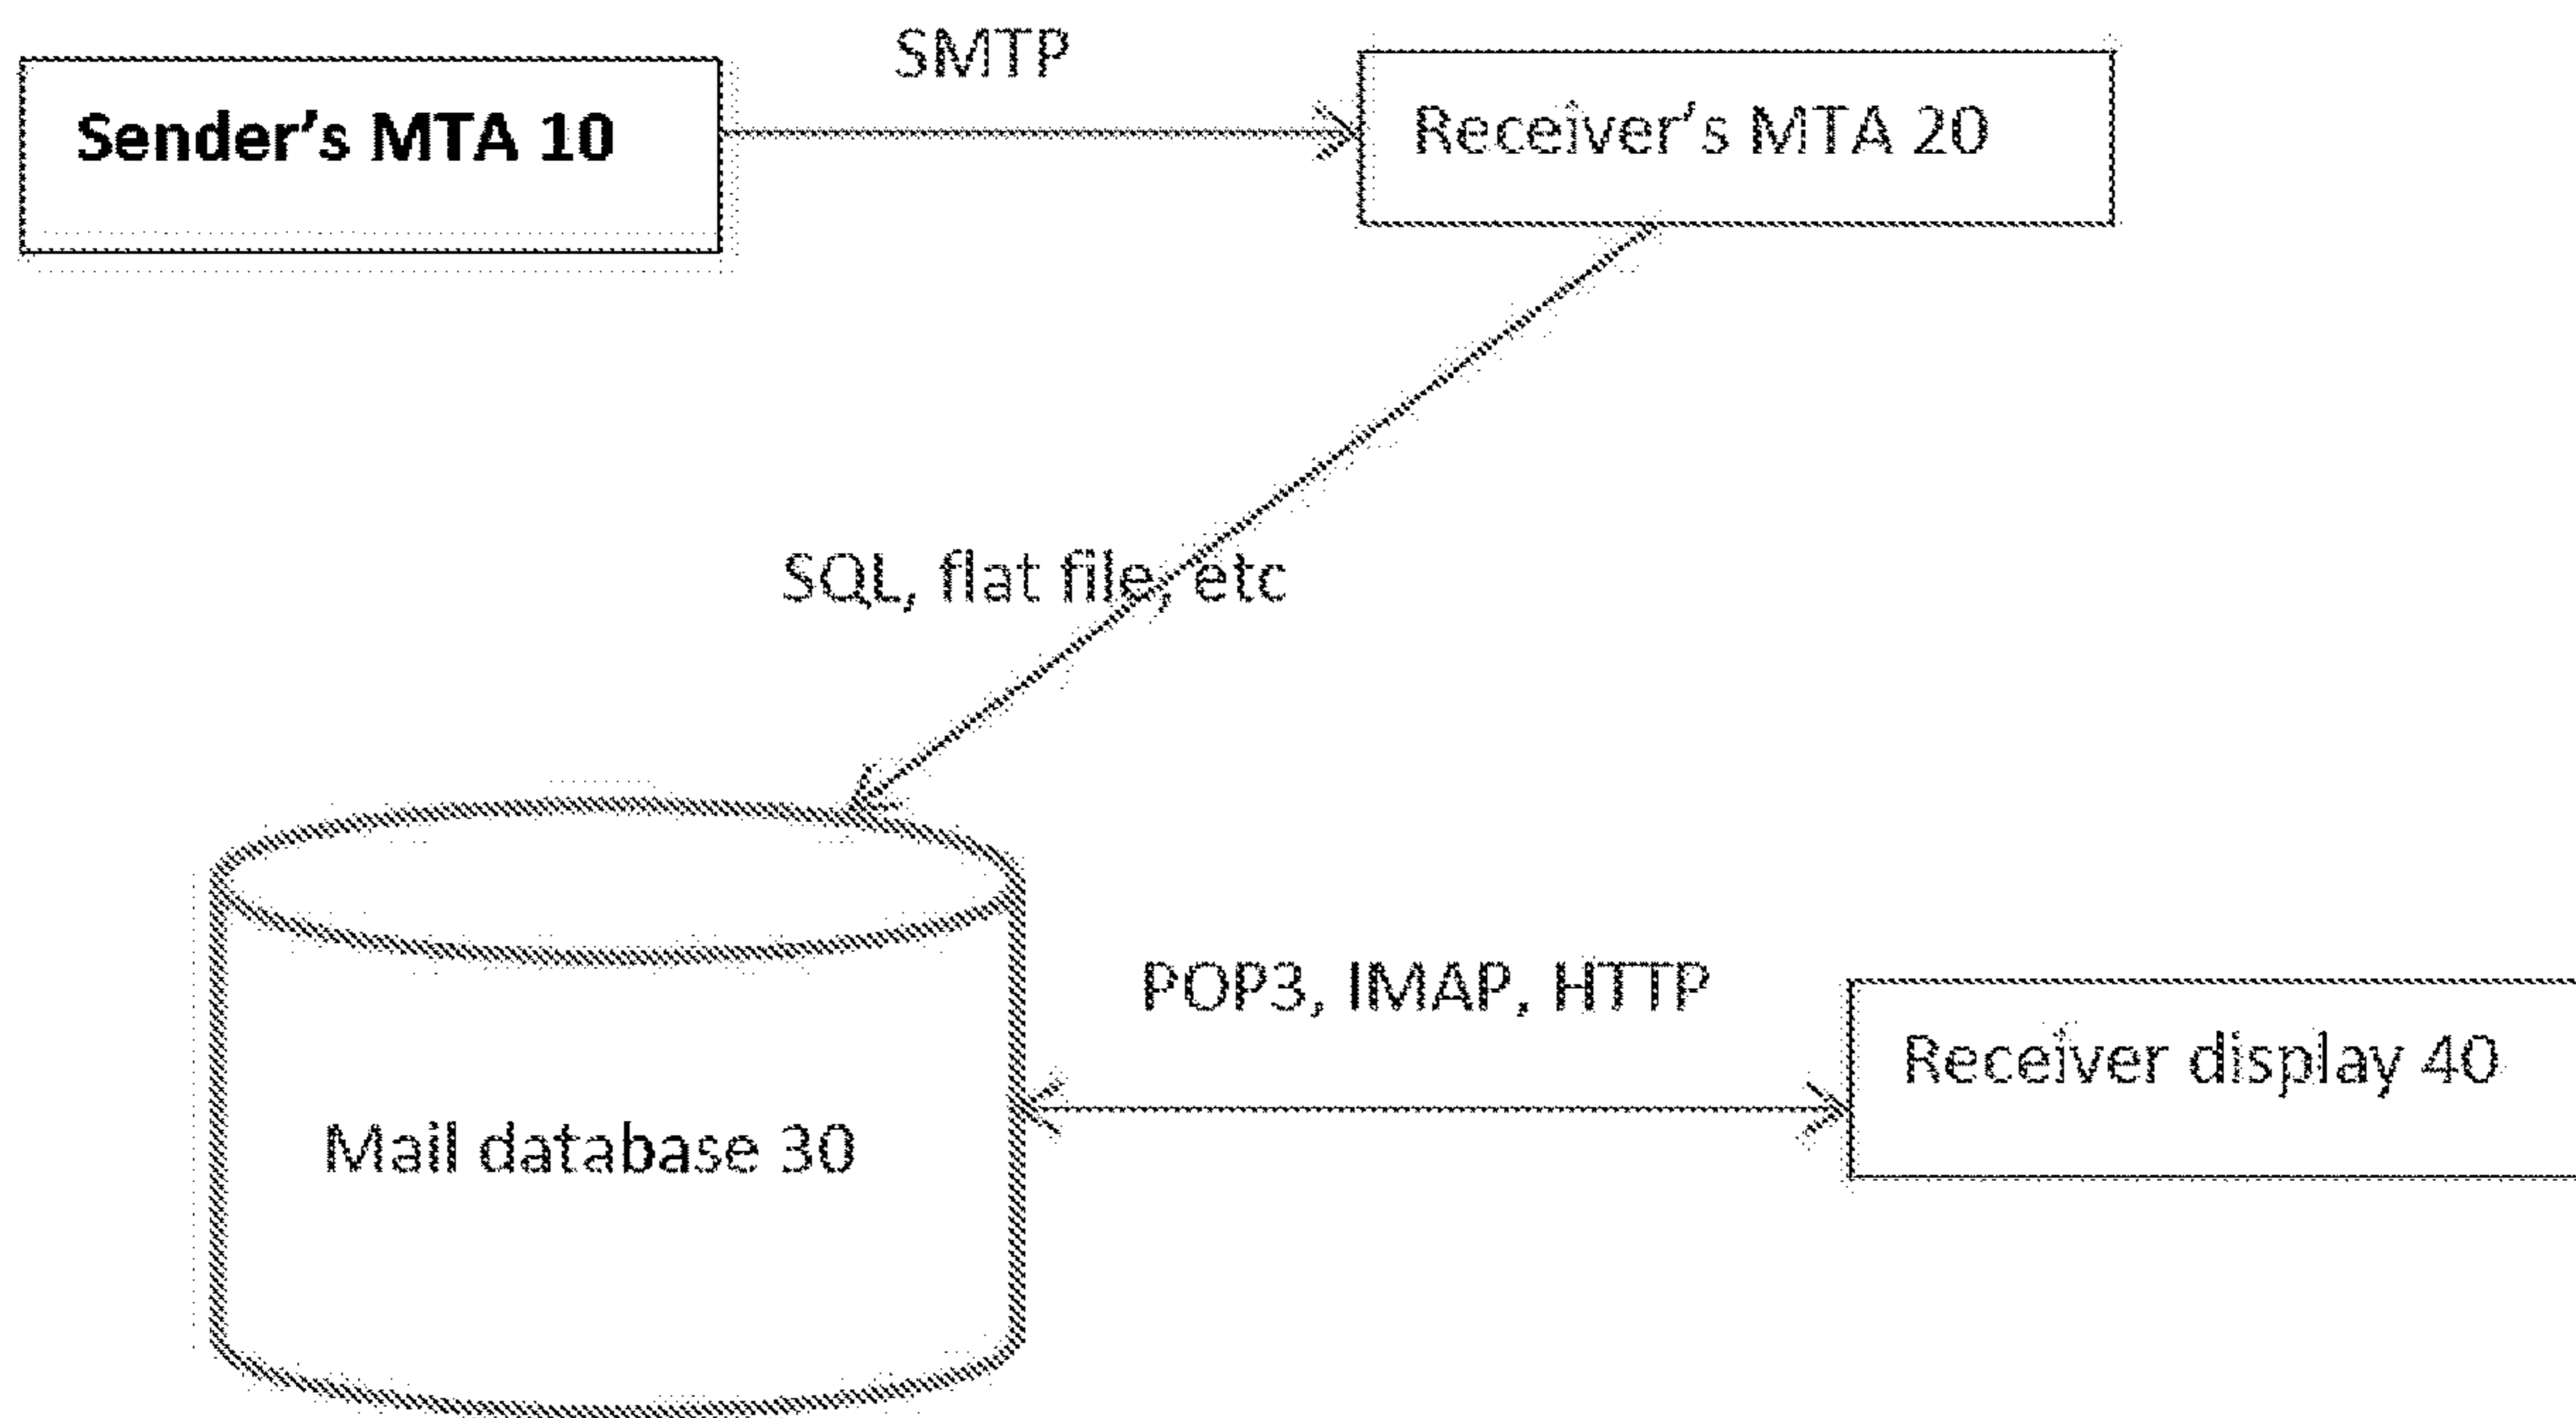 SMTP
Sender's MTA 10
Receiver's MTA 20
SQL, flat file, etc
POP3, IMAP, HTTP
Receiver display 40
Mail database 30